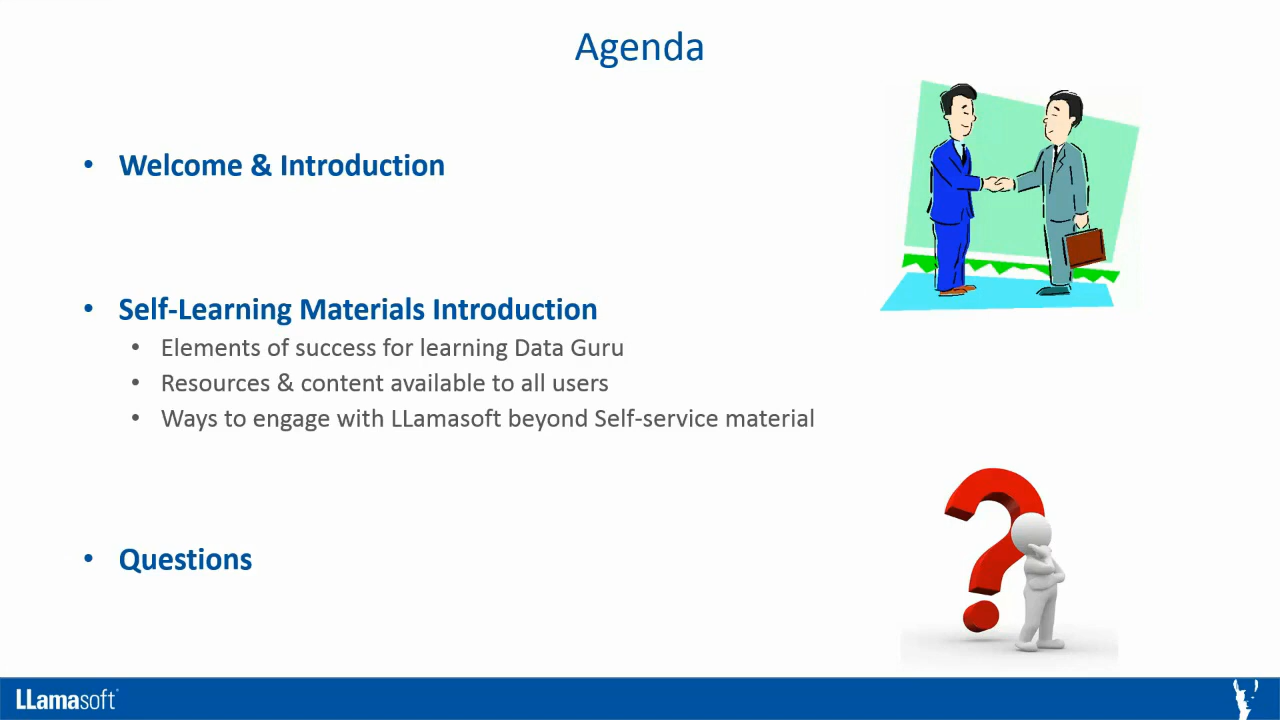 Agenda
• Welcome & Introduction
• Self-Learning Materials Introduction
• Elements of success for learning Data Guru
• Resources & content available to all users
• Ways to engage with LLamasoft beyond Self-service material
• Questions
LLamasoft